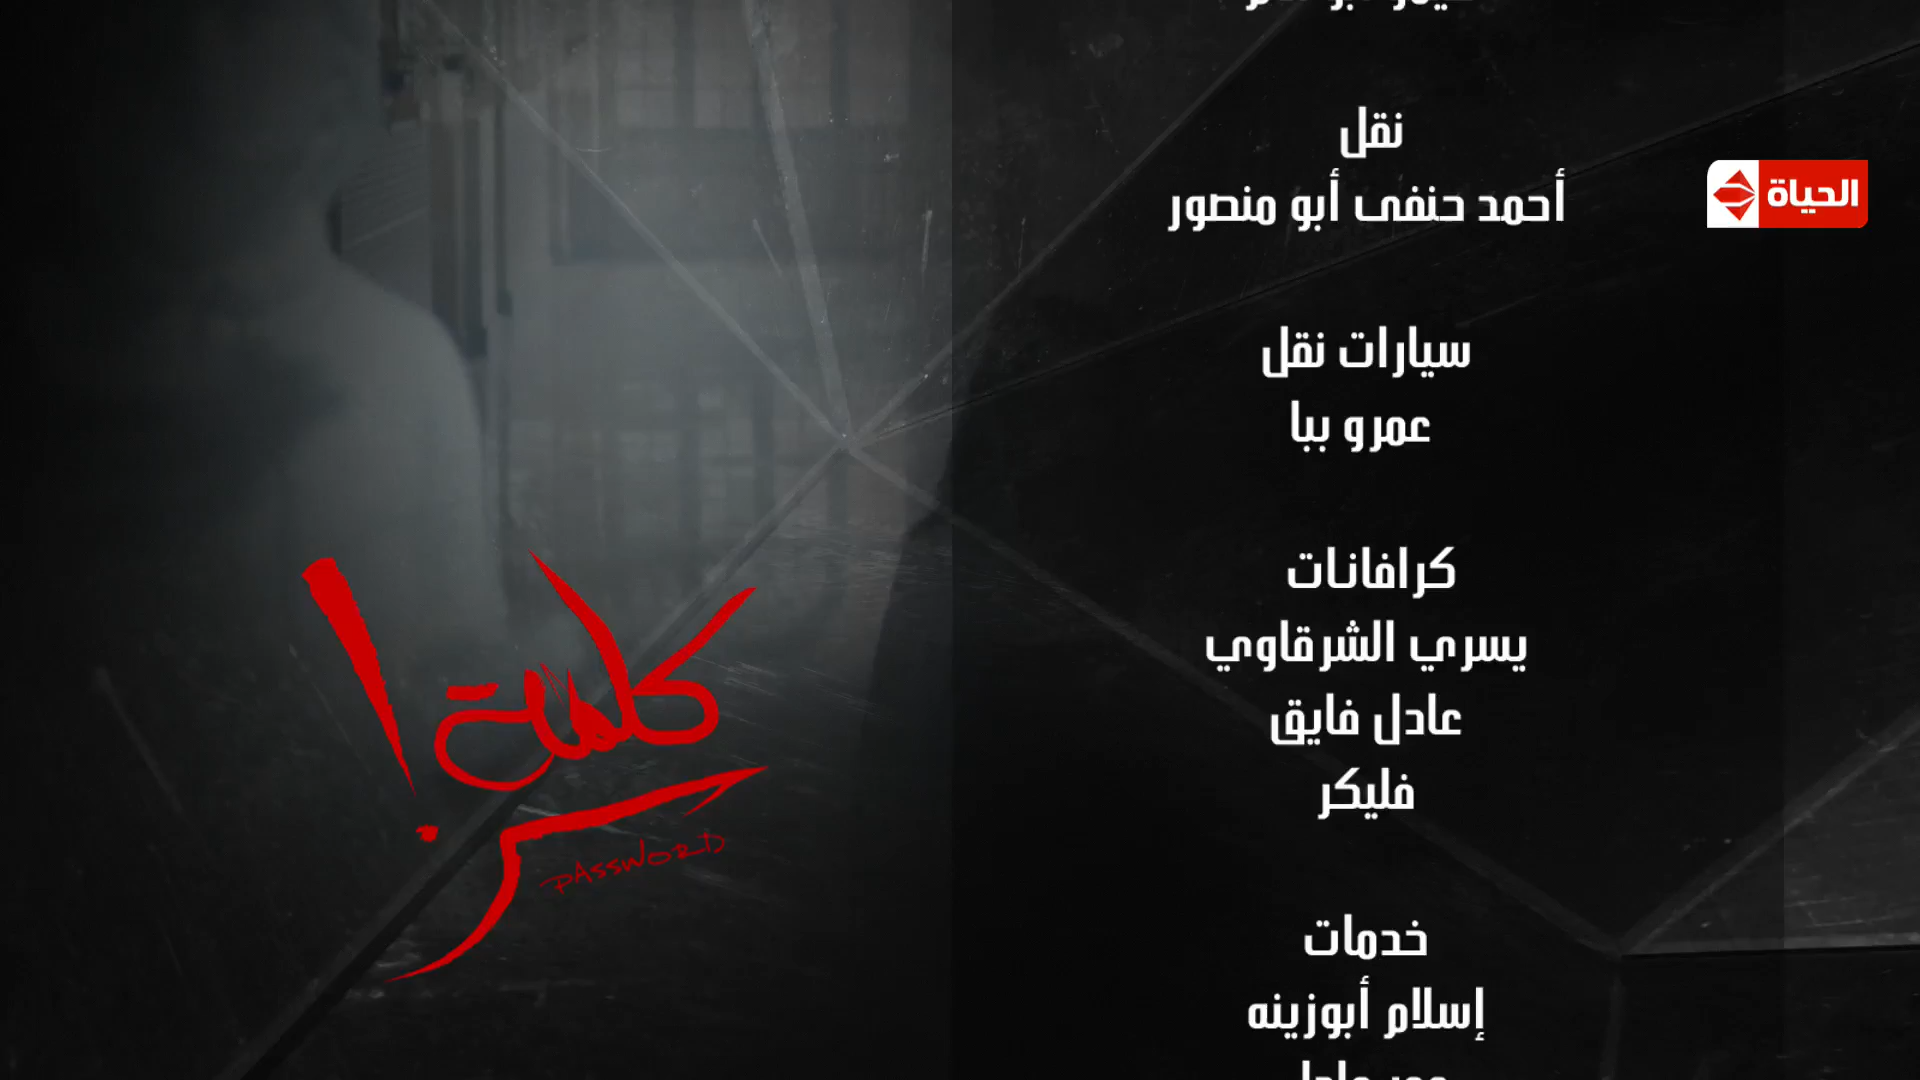 نقل
أحمد حنفى أبو منصور
الحياة
سيارات نقل
عمرو ببا
كرافانات
يسري الشرقاوي
عادل فايق
فليكر
كلمة سر!
PASSWORD
خدمات
إسلام أبوزينه